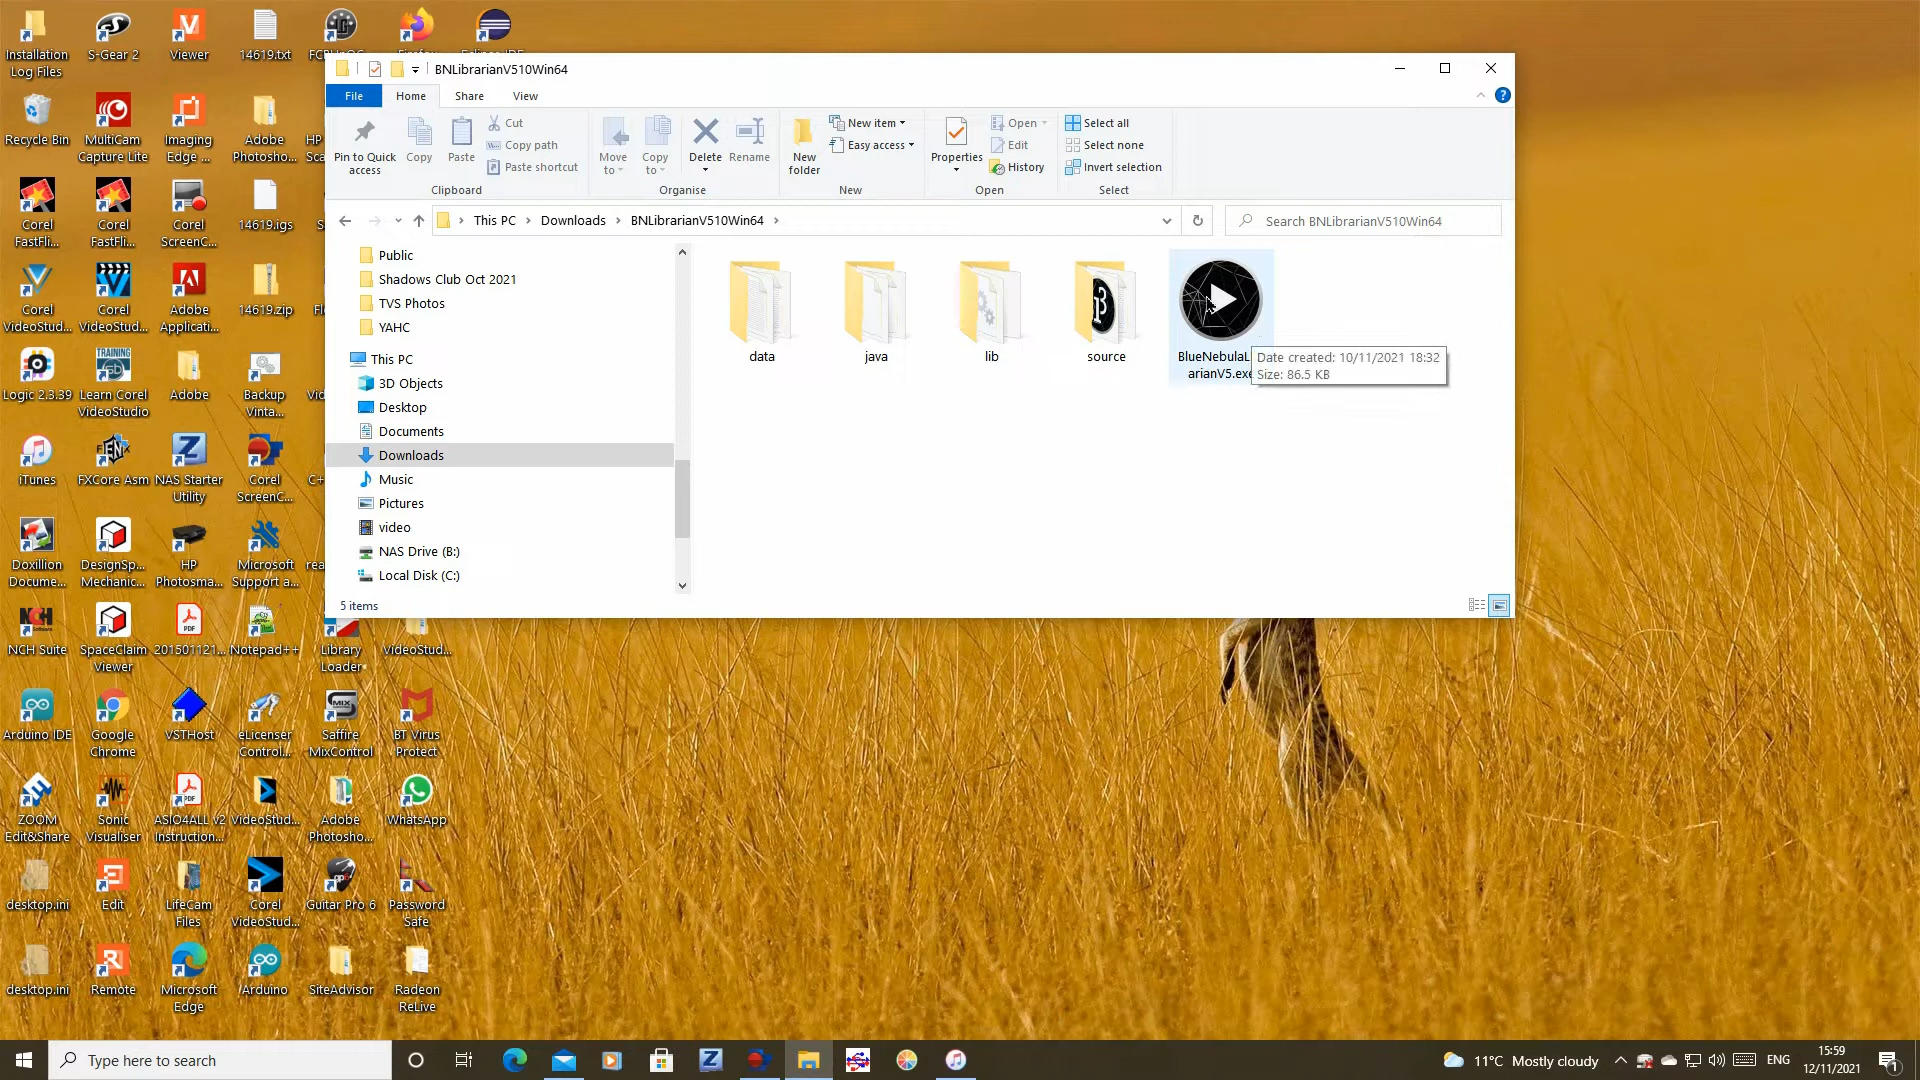 Installation
Log Files
S-Gear 2
Viewer
14619.txt
Firefox
Eclipse IDE
Recycle Bin
MultiCam
Capture Lite
Imaging
Edge ...
Adobe
Photosho...
HP
Sca
Corel
FastFli...
Corel
FastFli...
Corel
ScreenC...
14619.igs
Corel
VideoStud...
Corel
VideoStud...
Adobe
Applicati...
14619.zip
Logic 2.3.39
Learn Corel
VideoStudio
Adobe
Backup
Vinta...
iTunes
FXCore Asm
NAS Starter
Utility
Corel
ScreenC...
Doxillion
Docume...
DesignSp...
Mechanic...
HP
Photosma...
Microsoft
Support a...
NCH Suite
SpaceClaim
Viewer
201501121...
Notepad++
Library
Loader
VideoStud...
Arduino IDE
Google
Chrome
VSTHost
eLicenser
Control...
Saffire
MixControl
BT Virus
Protect
ZOOM
Edit&Share
Sonic
Visualiser
ASIO4ALL v2
Instruction...
VideoStud...
Adobe
Photosho...
WhatsApp
desktop.ini
Edit
LifeCam
Files
Corel
VideoStud...
Guitar Pro 6
Password
Safe
desktop.ini
Remote
Microsoft
Edge
Arduino
SiteAdvisor
Radeon
ReLive
BNLibrarianV510Win64
File
Home
Share
View
Pin to Quick
access
Copy
Paste
Cut
Copy path
Paste shortcut
Clipboard
Move
to
Copy
to
Delete
Rename
Organise
New
folder
New item
Easy access
New
Properties
Open
Edit
History
Open
Select all
Select none
Invert selection
Select
This PC
Downloads
BNLibrarianV510Win64
Search BNLibrarianV510Win64
Public
Shadows Club Oct 2021
TVS Photos
YAHC
This PC
3D Objects
Desktop
Documents
Downloads
Music
Pictures
video
NAS Drive (B:)
Local Disk (C:)
data
java
lib
source
BlueNebulaL
arianV5.exe
Date created: 10/11/2021 18:32
Size: 86.5 KB
5 items
Type here to search
11°C Mostly cloudy
ENG
15:59
12/11/2021
1